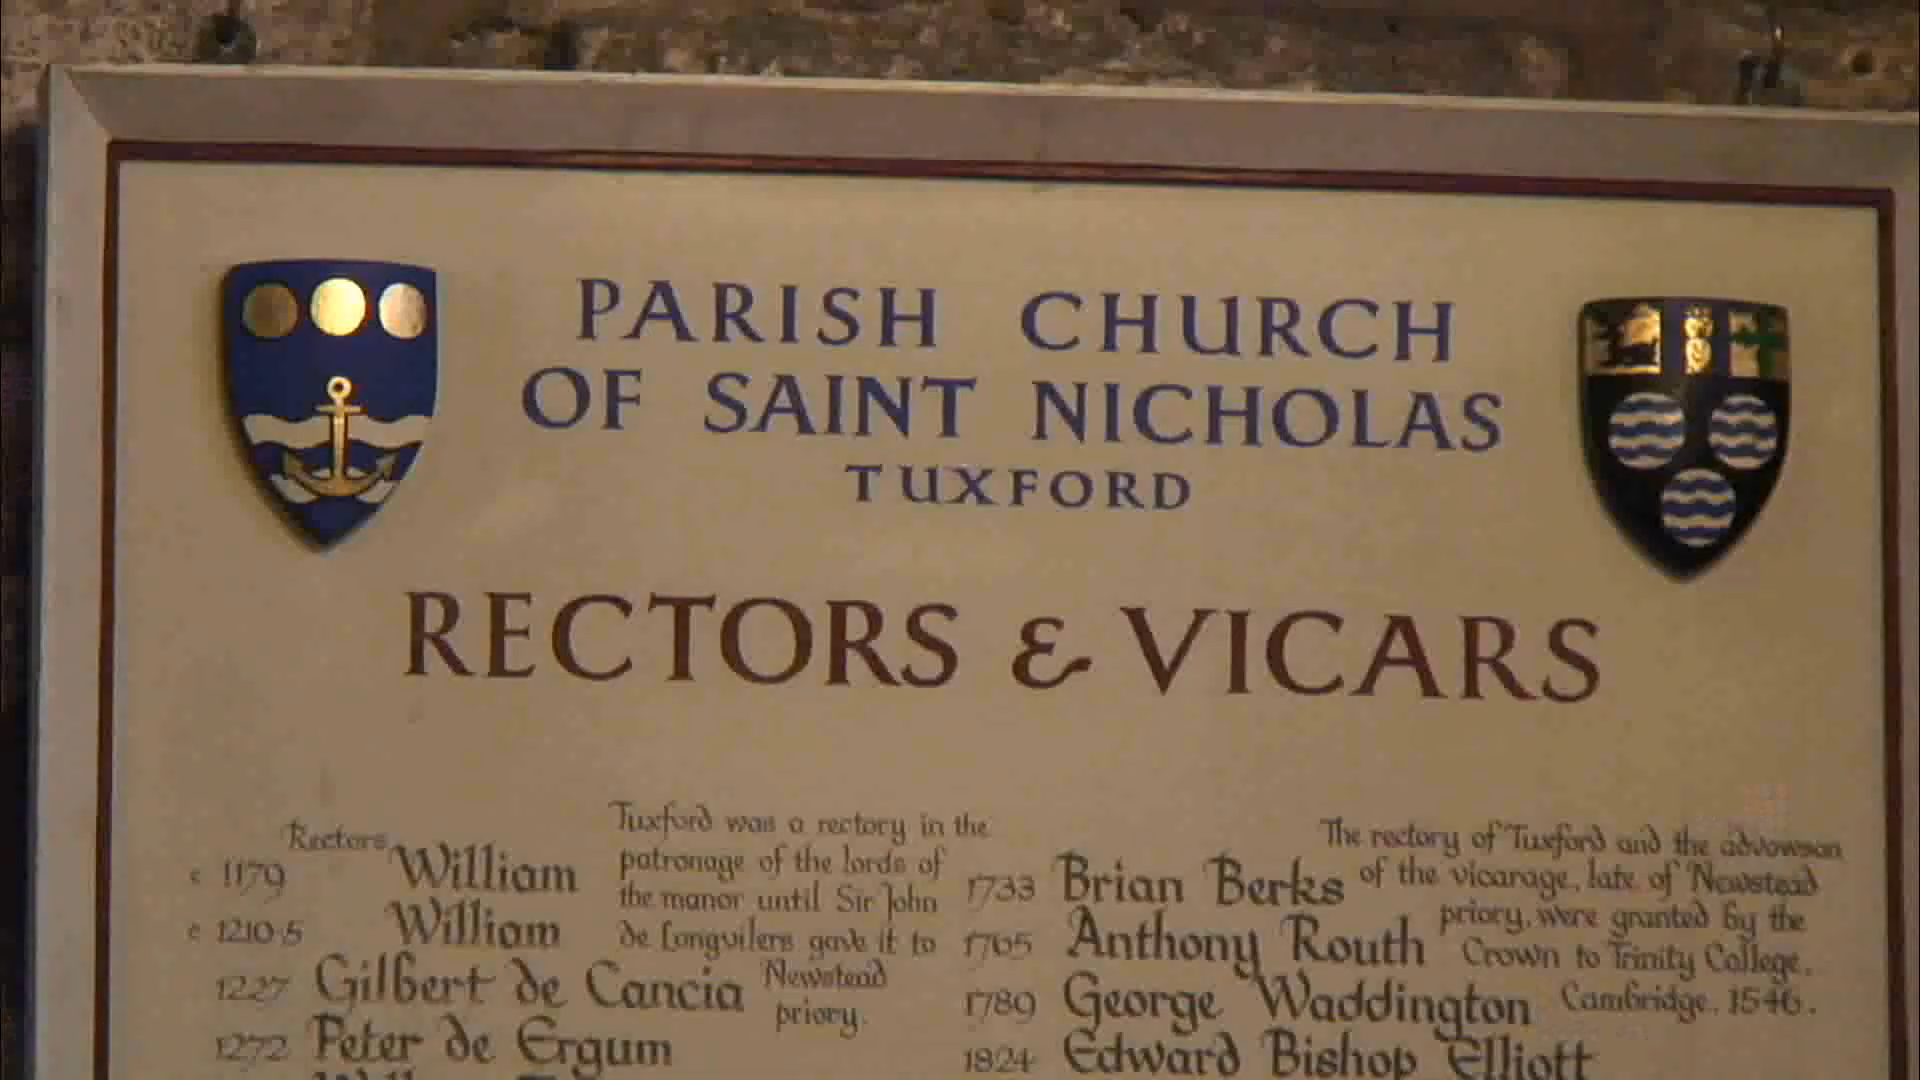 PARISH CHURCH
OF SAINT NICHOLAS
TUXFORD
RECTORS & VICARS
Rectors
c 1179 William
c 1210-5 William
1227 Gilbert de Cancia
1272 Peter de Ergum
Tuxford was a rectory in the
patronage of the lords of
the manor until Sir John
de Longvilers gave it to
Newstead
priory.
1733 Brian Berks
1765 Anthony Routh
1789 George Waddington
1824 Edward Bishop Elliott
The rectory of Tuxford and the advowson
of the vicarage, late of Newstead
priory, were granted by the
Crown to Trinity College,
Cambridge, 1546.